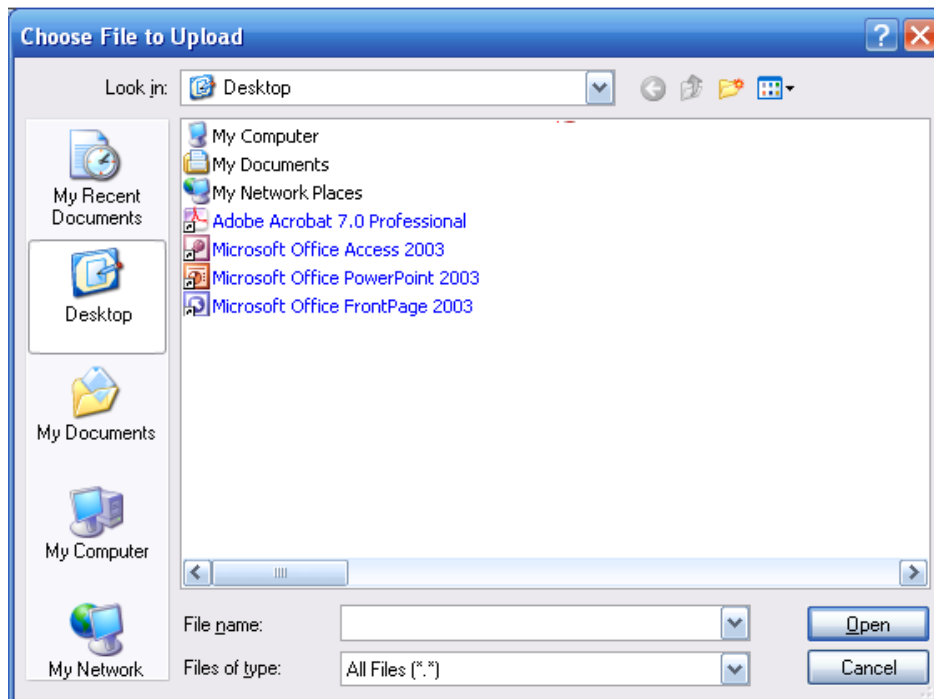 Choose File to Upload
Look in:
Desktop
My Recent
Documents
Desktop
My Documents
My Computer
My Network
My Computer
My Documents
My Network Places
Adobe Acrobat 7.0 Professional
Microsoft Office Access 2003
Microsoft Office PowerPoint 2003
Microsoft Office FrontPage 2003
File name:
Open
Files of type:
All Files (*.*)
Cancel